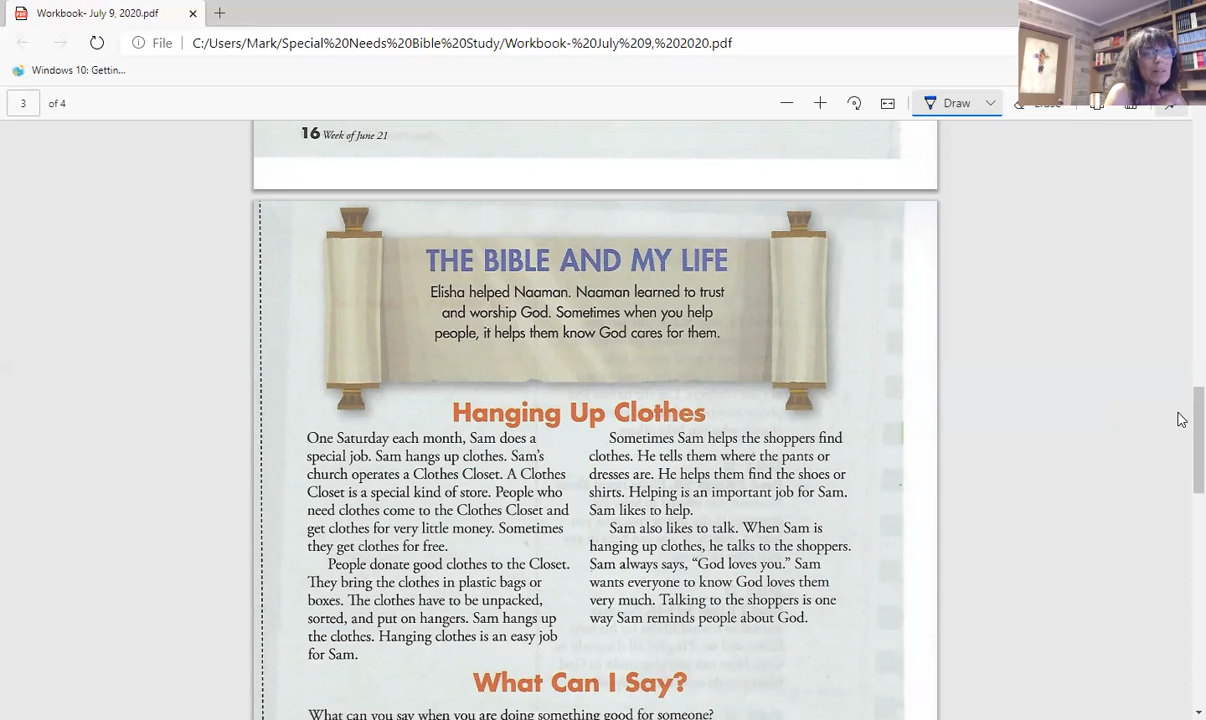 Workbook- July 9, 2020.pdf
File C:/Users/Mark/Special%20Needs%20Bible%20Study/Workbook-%20July%209,%202020.pdf
Windows 10: Gettin...
3 of 4
Draw
16 Week of June 21
THE BIBLE AND MY LIFE
Elisha helped Naaman. Naaman learned to trust
and worship God. Sometimes when you help
people, it helps them know God cares for them.
Hanging Up Clothes
One Saturday each month, Sam does a
special job. Sam hangs up clothes. Sam's
church operates a Clothes Closet. A Clothes
Closet is a special kind of store. People who
need clothes come to the Clothes Closet and
get clothes for very little money. Sometimes
they get clothes for free.
People donate good clothes to the Closet.
They bring the clothes in plastic bags or
boxes. The clothes have to be unpacked,
sorted, and put on hangers. Sam hangs up
the clothes. Hanging clothes is an easy job
for Sam.
Sometimes Sam helps the shoppers find
clothes. He tells them where the pants or
dresses are. He helps them find the shoes or
shirts. Helping is an important job for Sam.
Sam likes to help.
Sam also likes to talk. When Sam is
hanging up clothes, he talks to the shoppers.
Sam always says, “God loves you.” Sam
wants everyone to know God loves them
very much. Talking to the shoppers is one
way Sam reminds people about God.
What Can I Say?
What can you say when you are doing something good for someone?